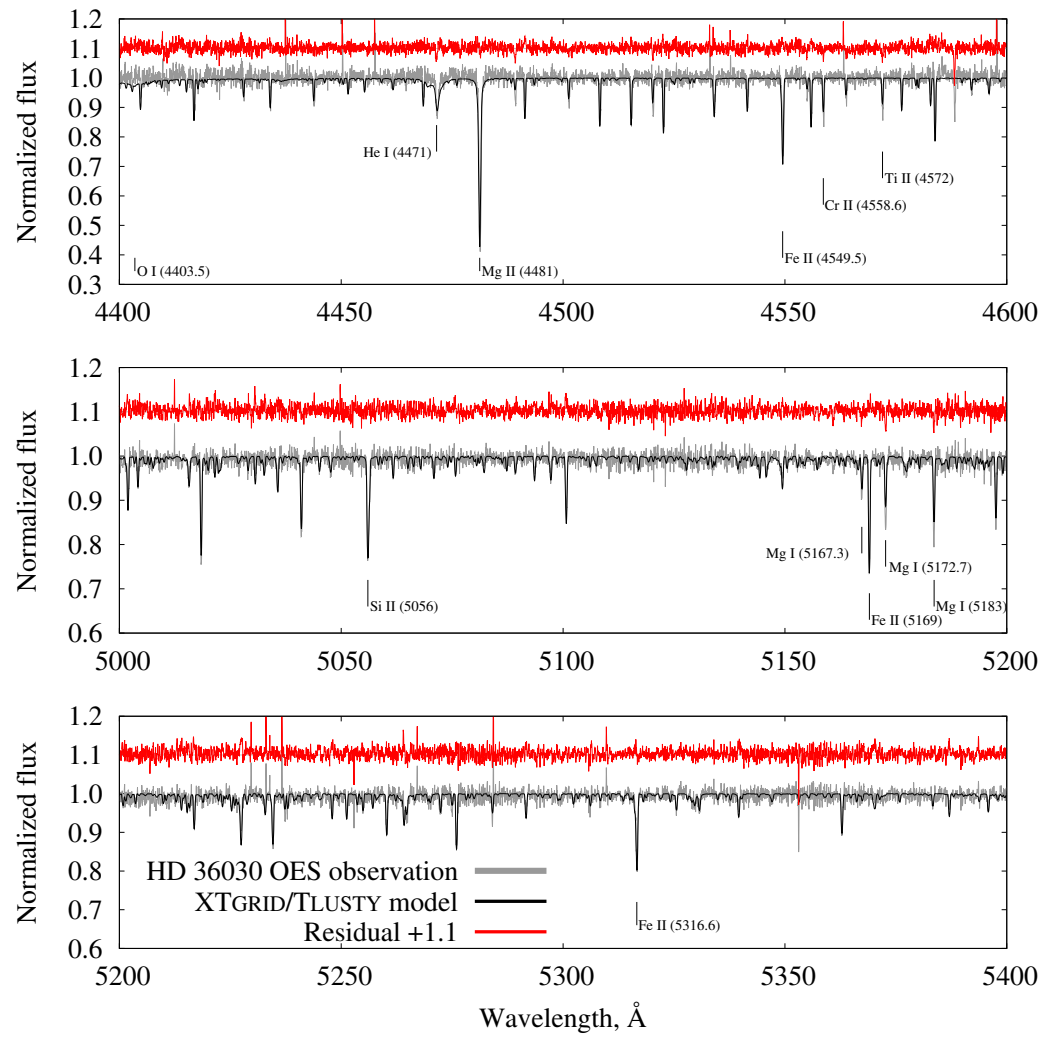 1.2
1.1
1.0
0.9
0.8
0.7
0.6
0.5
0.4
0.3
Normalized flux
He I (4471)
Ti II (4572)
Cr II (4558.6)
O I (4403.5)
Mg II (4481)
Fe II (4549.5)
4400
4450
4500
4550
4600
1.2
1.1
1.0
0.9
0.8
0.7
0.6
Normalized flux
Mg I (5167.3)
Mg I (5172.7)
Si II (5056)
Mg I (5183)
Fe II (5169)
5000
5050
5100
5150
5200
1.2
1.1
1.0
0.9
0.8
0.7
0.6
Normalized flux
HD 36030 OES observation
XTGRID/TLUSTY model
Residual +1.1
Fe II (5316.6)
5200
5250
5300
5350
5400
Wavelength, Å